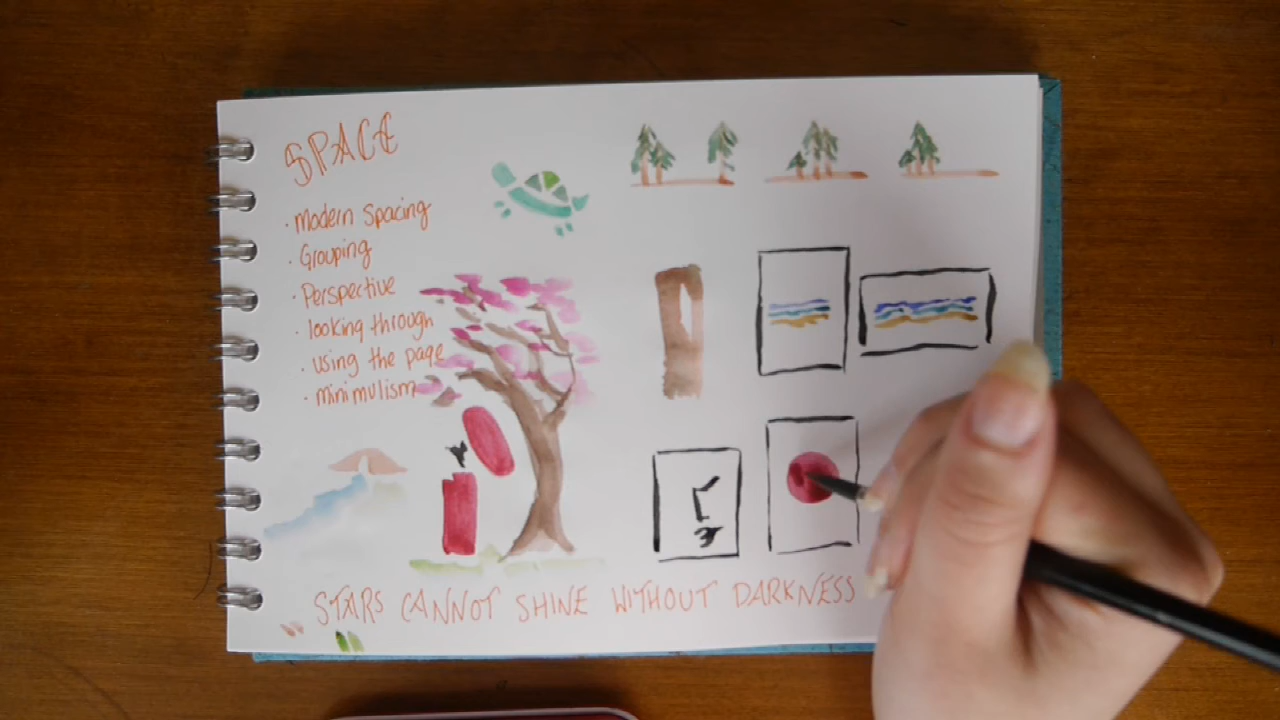 SPACE
· Modern Spacing
· Grouping
· Perspective
· looking through
· using the page
· minimulism
STARS CANNOT SHINE WITHOUT DARKNESS